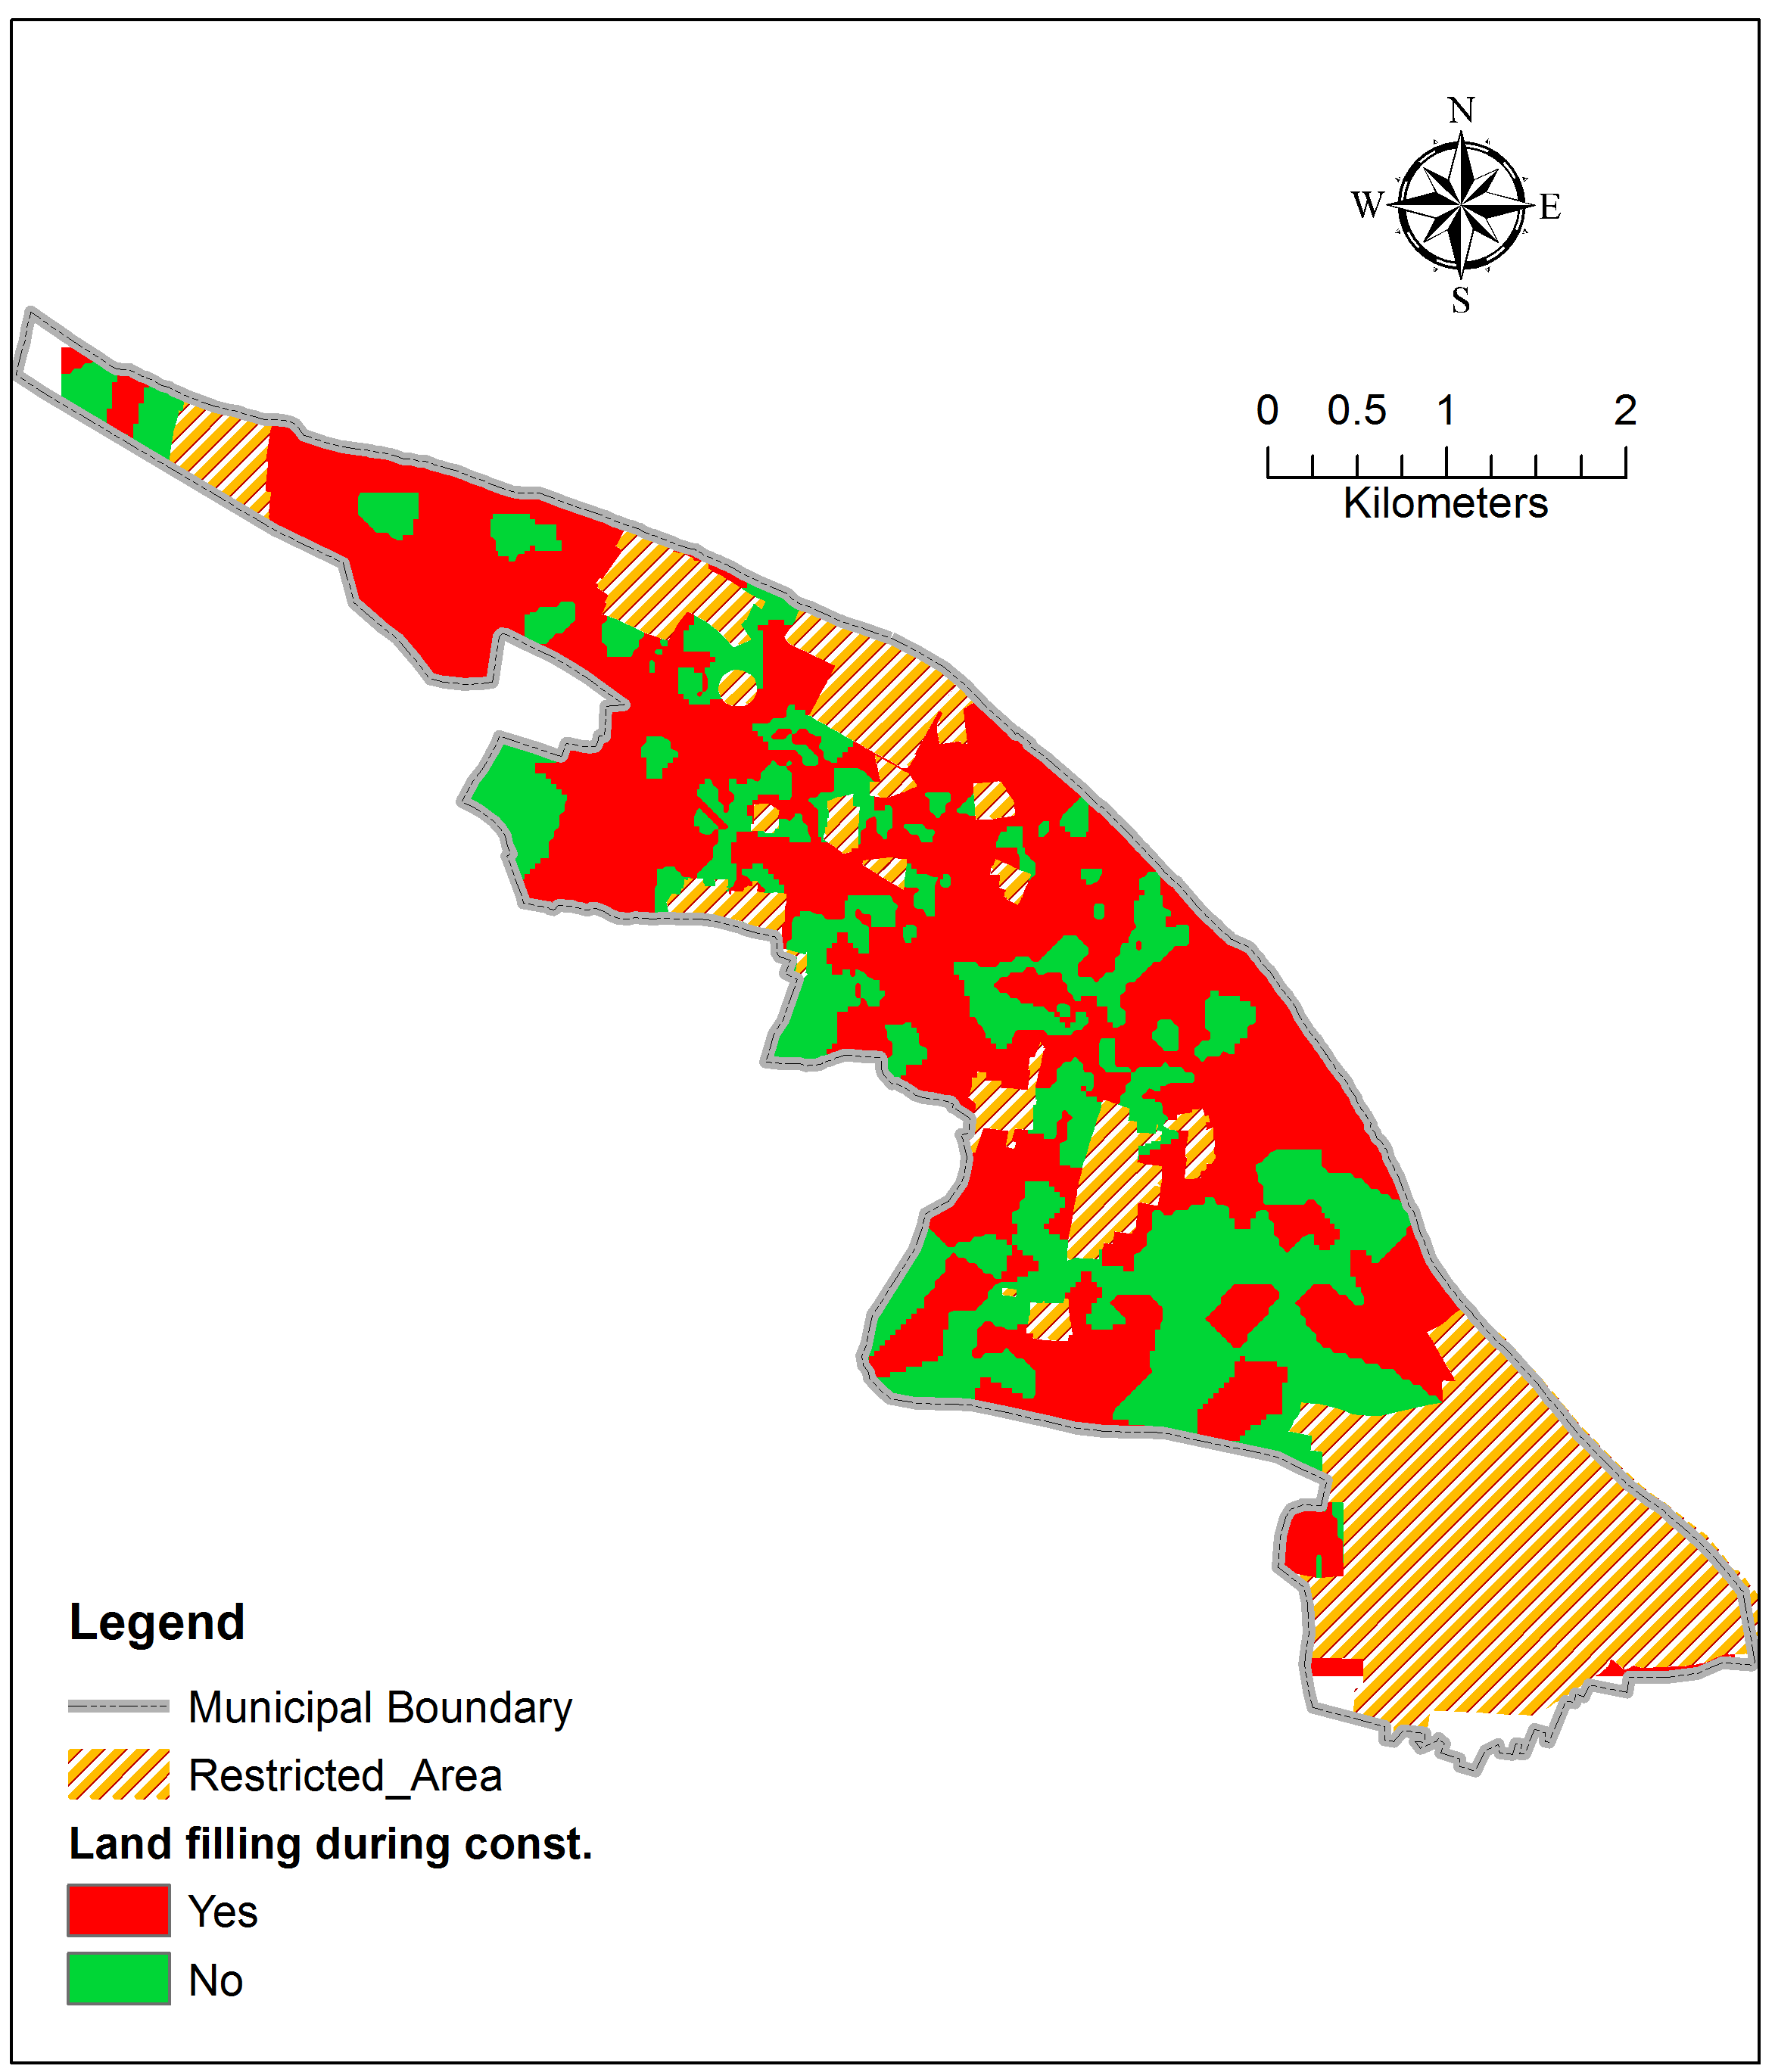 N
W E
S
0 0.5 1 2
Kilometers
Legend
Municipal Boundary
Restricted_Area
Land filling during const.
Yes
No